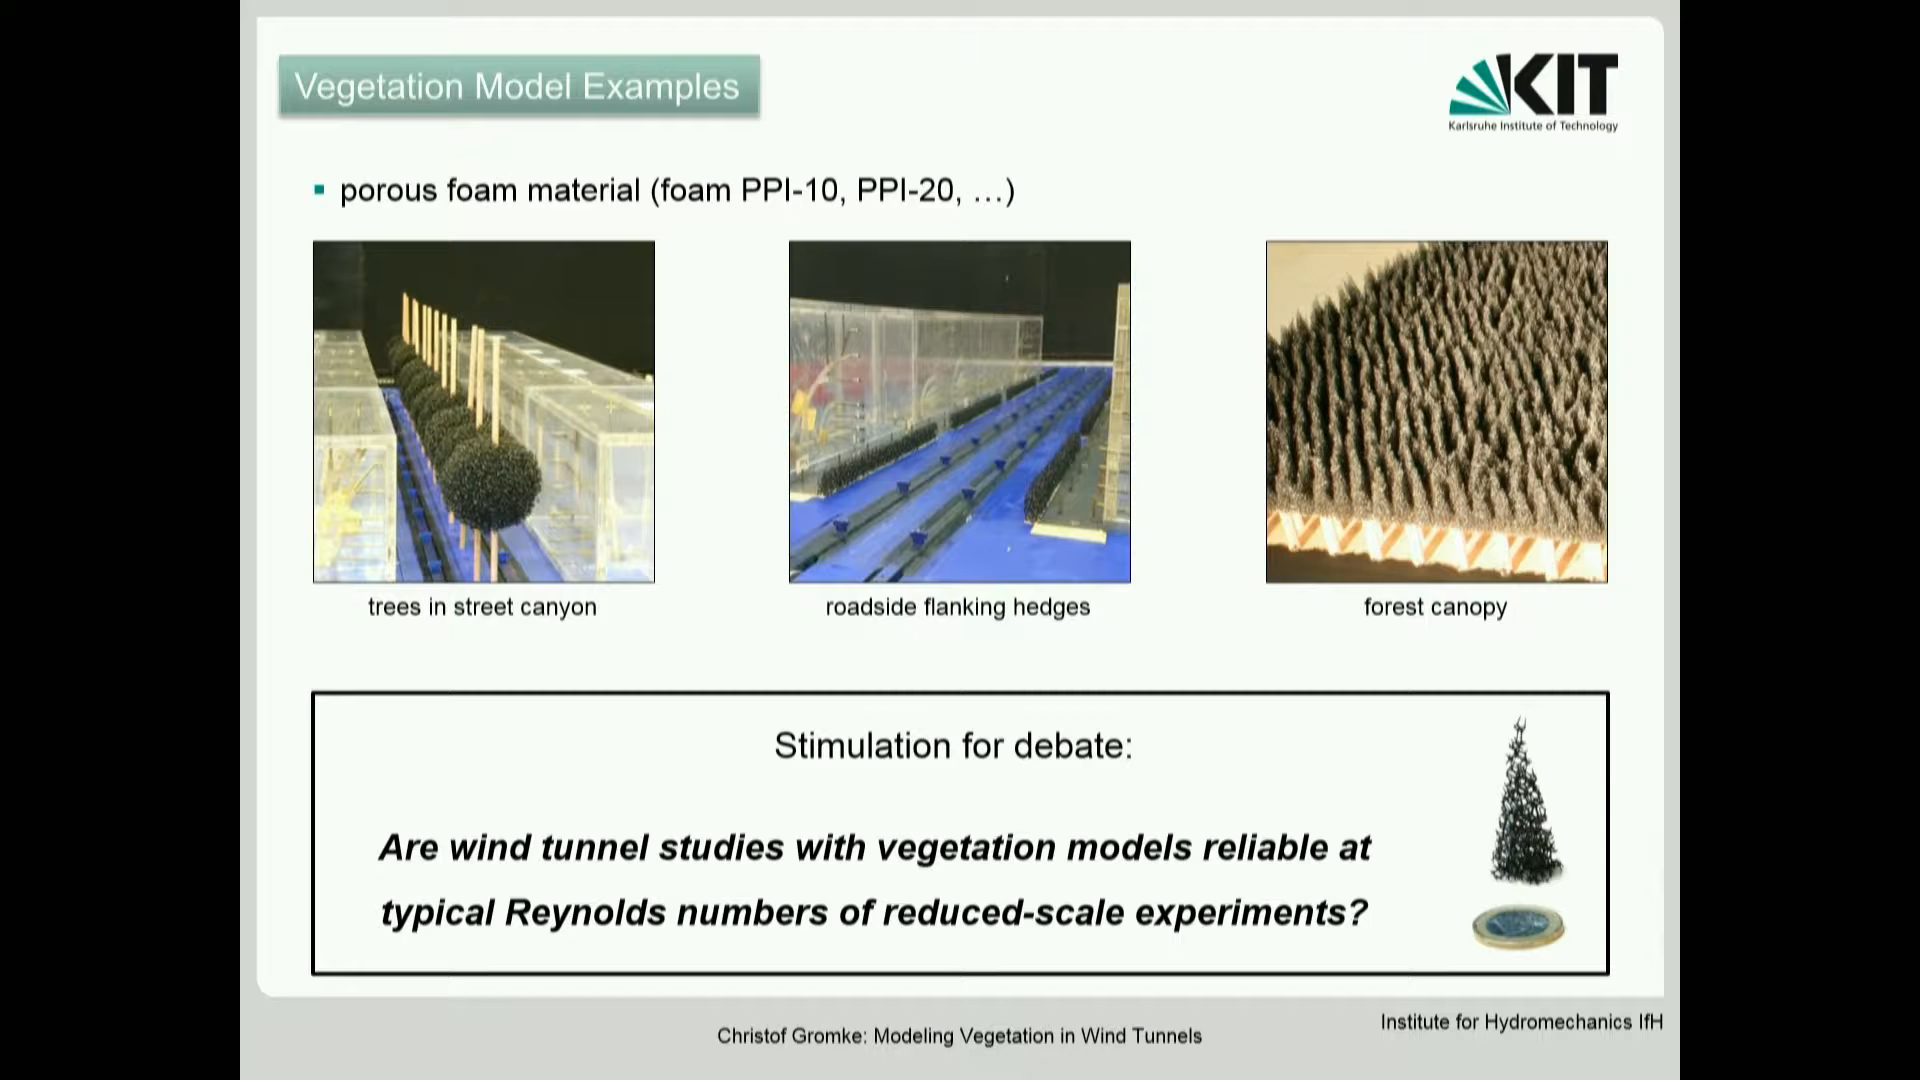 Vegetation Model Examples
KIT
Karlsruhe Institute of Technology
porous foam material (foam PPI-10, PPI-20, …)
trees in street canyon
roadside flanking hedges
forest canopy
Stimulation for debate:
Are wind tunnel studies with vegetation models reliable at
typical Reynolds numbers of reduced-scale experiments?
Institute for Hydromechanics IfH
Christof Gromke: Modeling Vegetation in Wind Tunnels